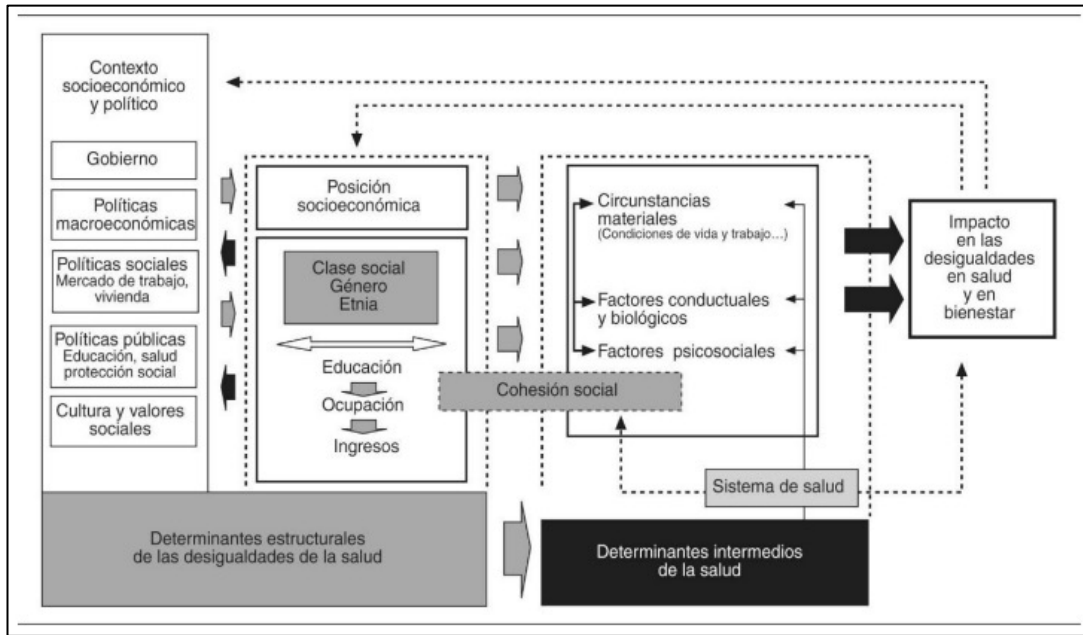 Contexto
socioeconómico
y político
Gobierno
Políticas
macroeconómicas
Políticas sociales
Mercado de trabajo,
vivienda
Políticas públicas
Educación, salud
protección social
Cultura y valores
sociales
Posición
socioeconómica
Clase social
Género
Etnia
Educación
Ocupación
Ingresos
Cohesión social
Circunstancias
materiales
(Condiciones de vida y trabajo...)
Factores conductuales
y biológicos
Factores psicosociales
Sistema de salud
Impacto
en las
desigualdades
en salud
y en
bienestar
Determinantes estructurales
de las desigualdades de la salud
Determinantes intermedios
de la salud